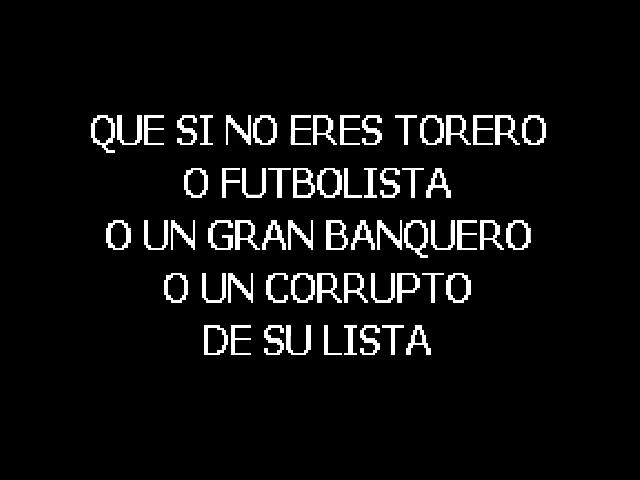 QUE SI NO ERES TORERO
O FUTBOLISTA
O UN GRAN BANQUERO
O UN CORRUPTO
DE SU LISTA